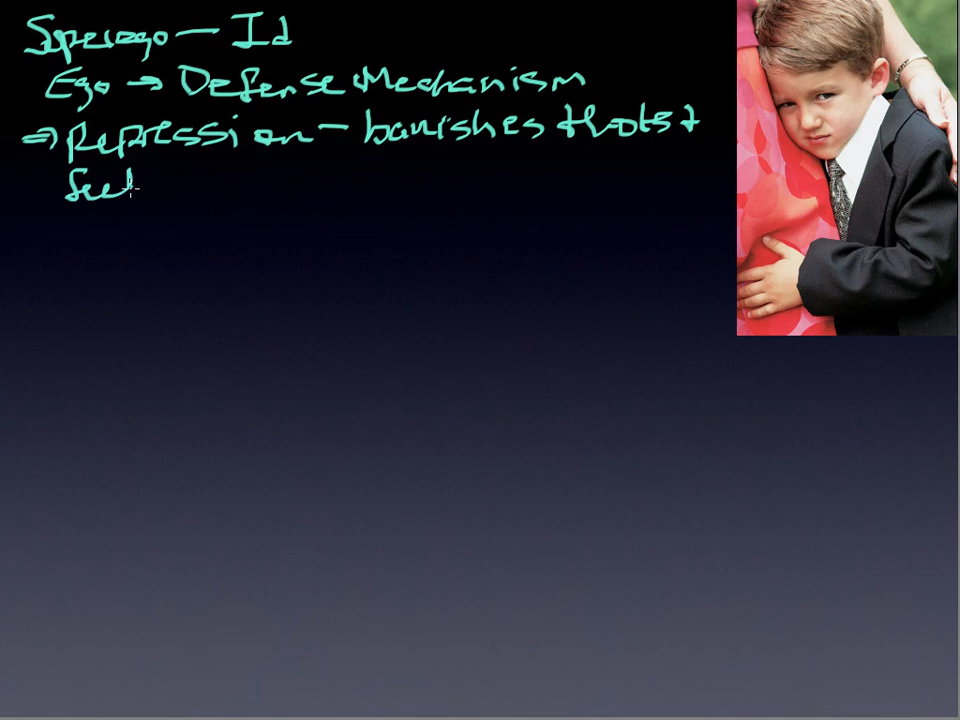 Superego — Id
Ego → Defense Mechanism
⇒ Repression — banishes thots +
feel